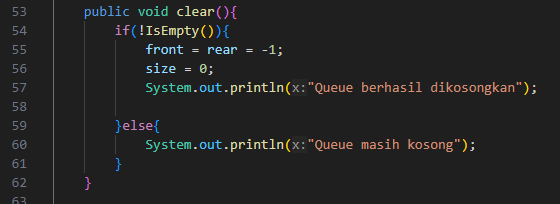 53 public void clear(){
54 if(!IsEmpty()){
55 front = rear = -1;
56 size = 0;
57 System.out.println(x:"Queue berhasil dikosongkan");
58
59 }else{
60 System.out.println(x:"Queue masih kosong");
61 }
62 }
63